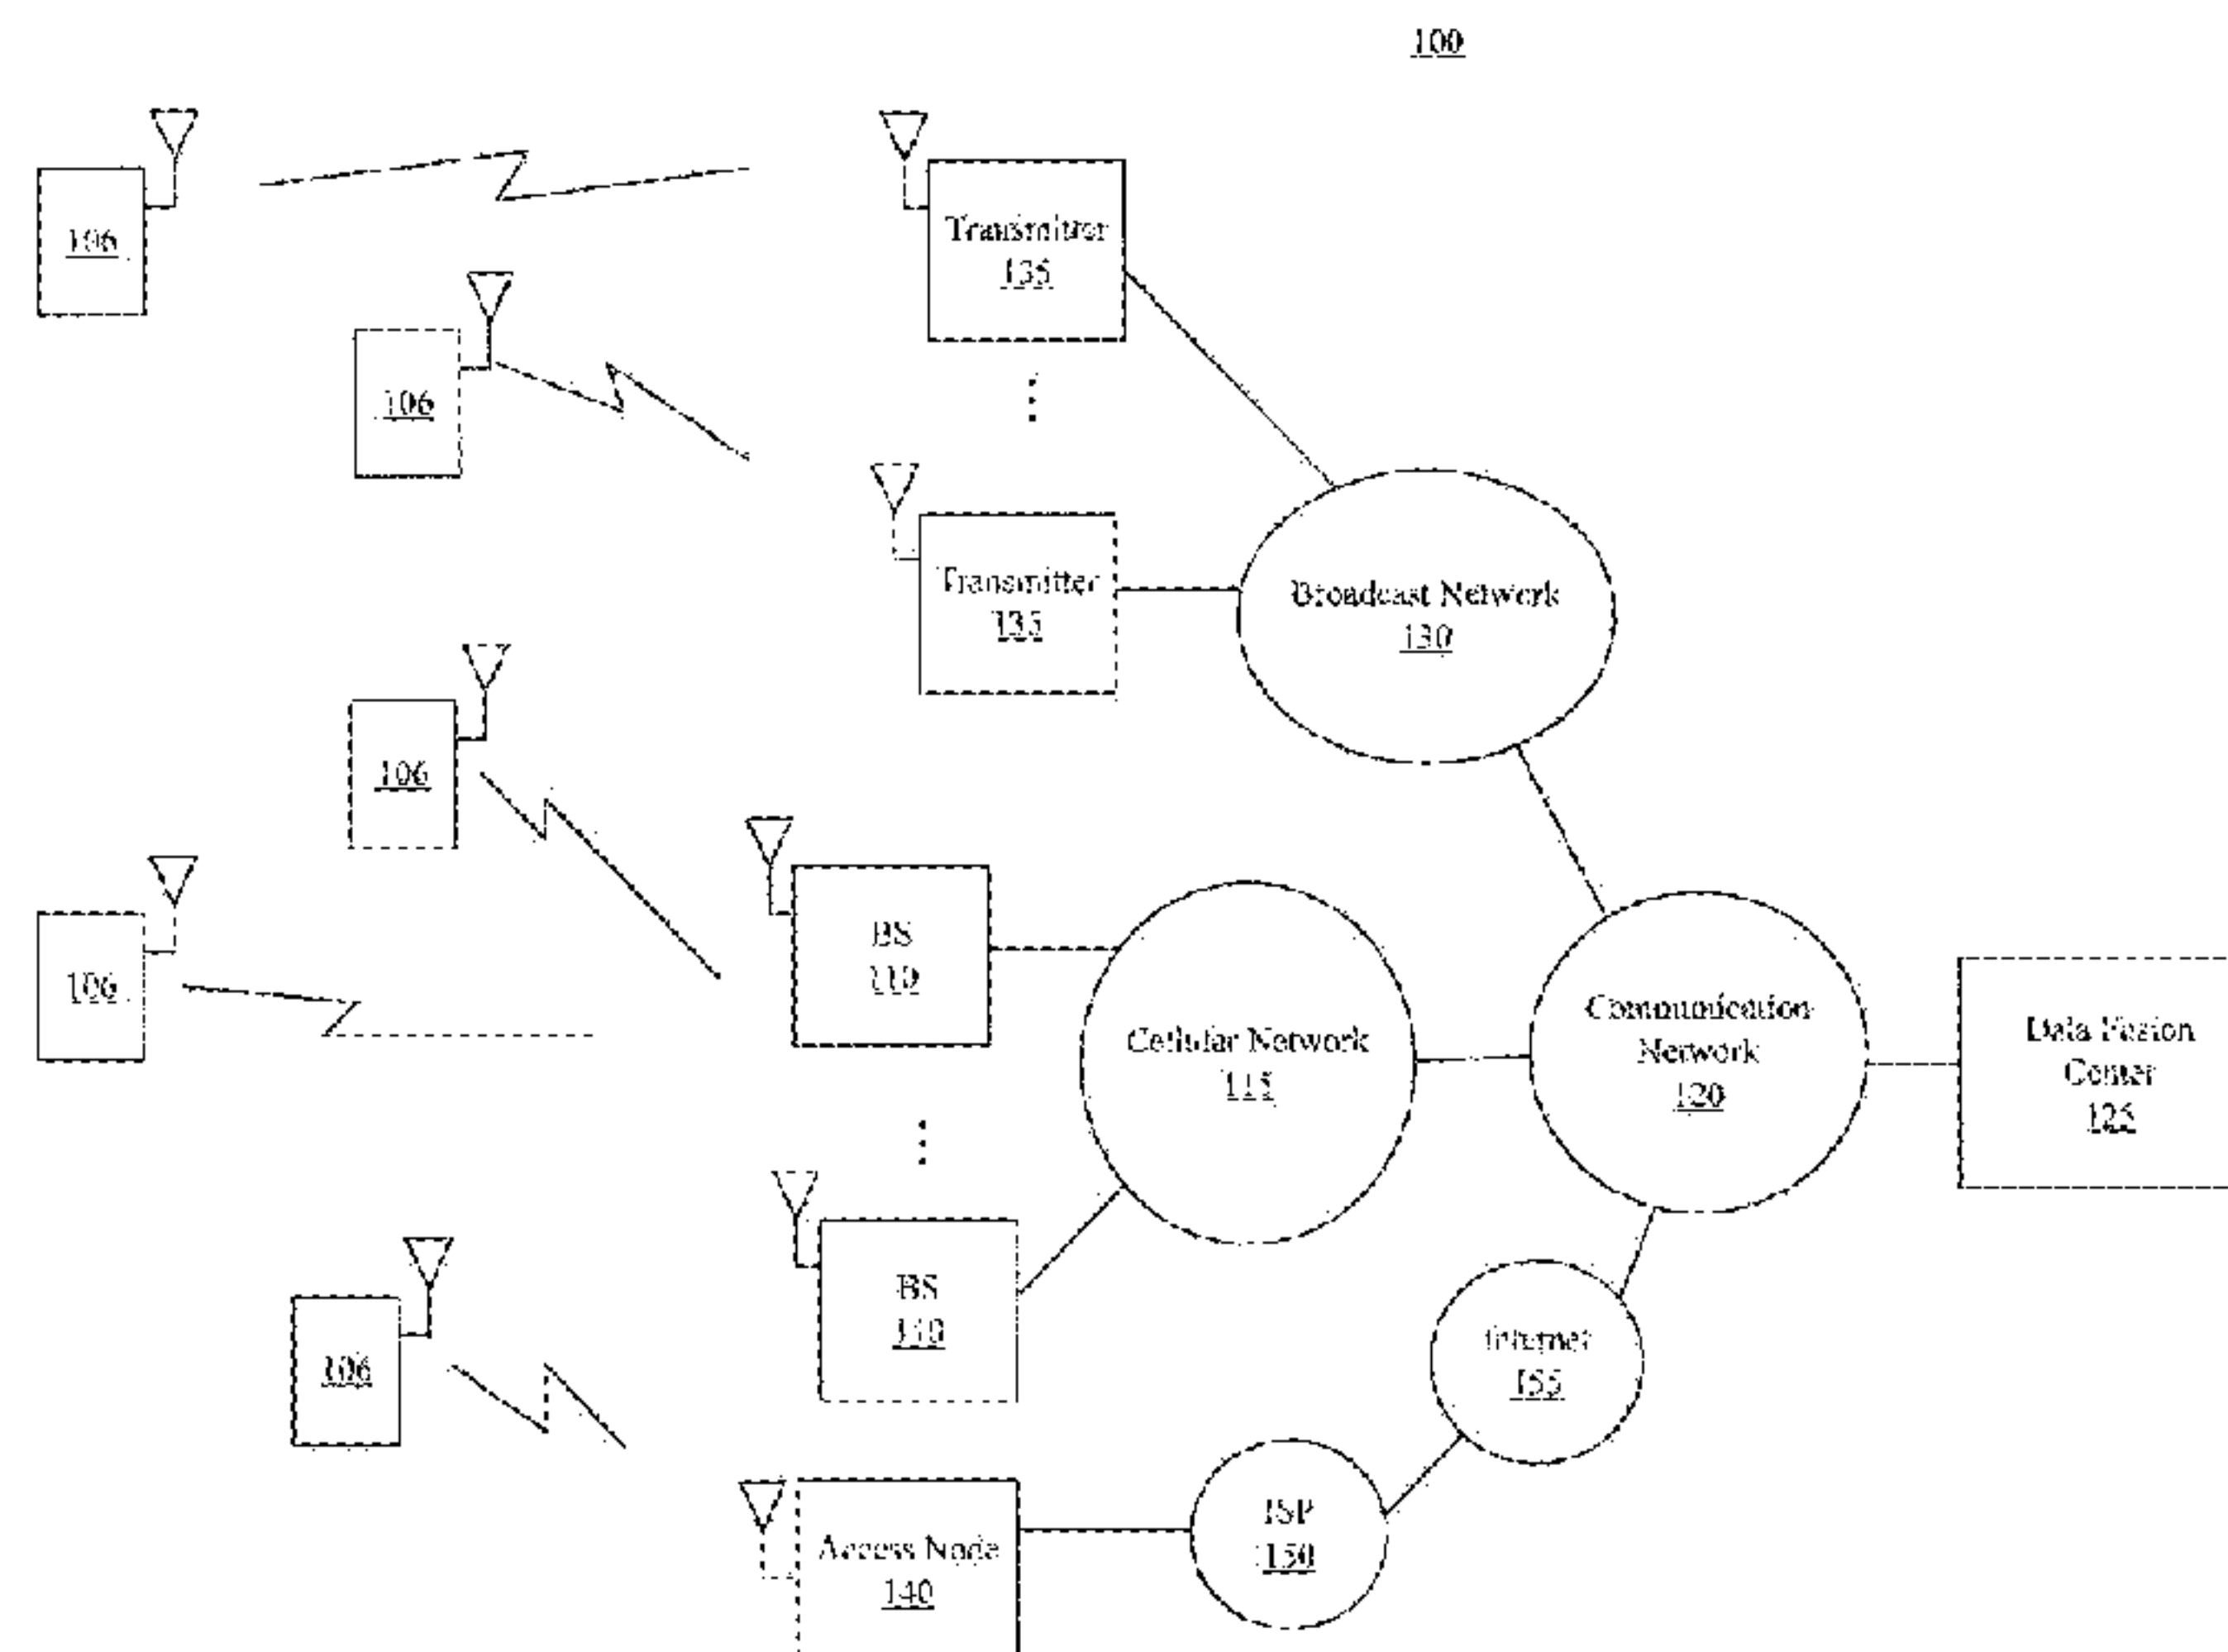 100
106
Transmitter
135
106
Transmitter
135
Broadcast Network
130
106
BS
110
106
Cellular Network
115
Communication
Network
120
Data Fusion
Center
125
BS
110
106
Internet
155
ISP
150
Access Node
140